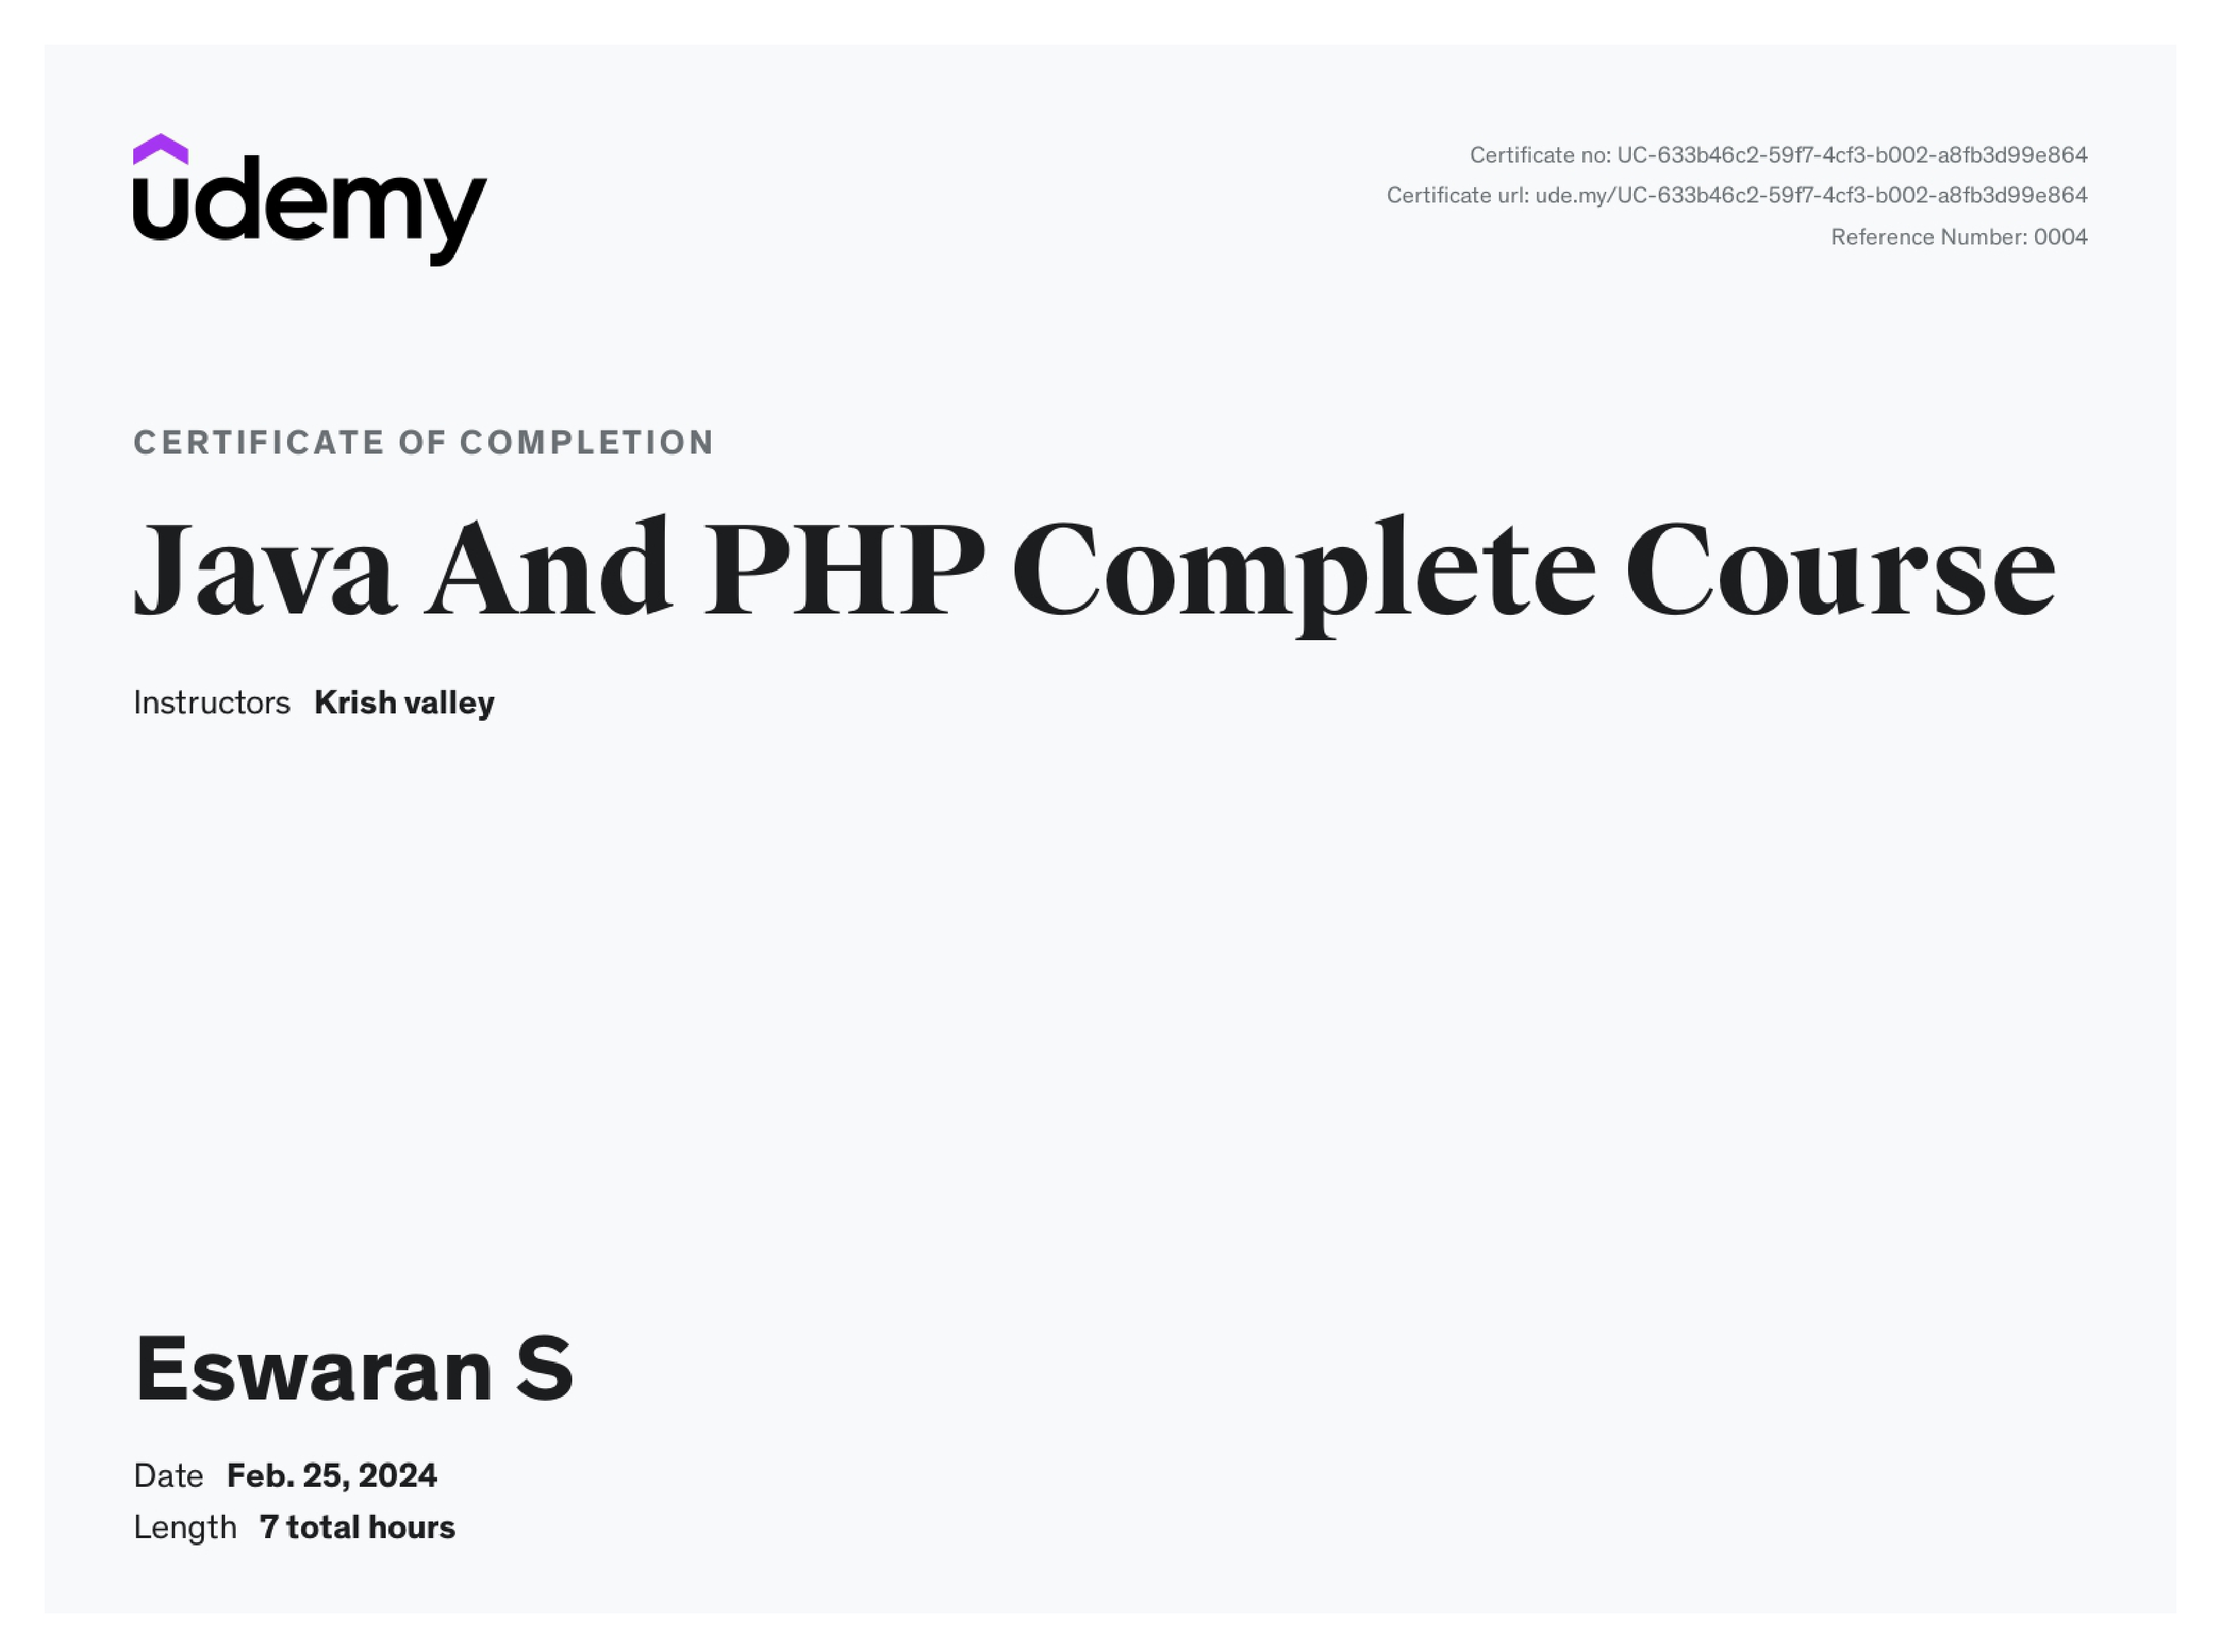 udemy
Certificate no: UC-633b46c2-59f7-4cf3-b002-a8fb3d99e864
Certificate url: ude.my/UC-633b46c2-59f7-4cf3-b002-a8fb3d99e864
Reference Number: 0004
CERTIFICATE OF COMPLETION
Java And PHP Complete Course
Instructors Krish valley
Eswaran S
Date Feb. 25, 2024
Length 7 total hours